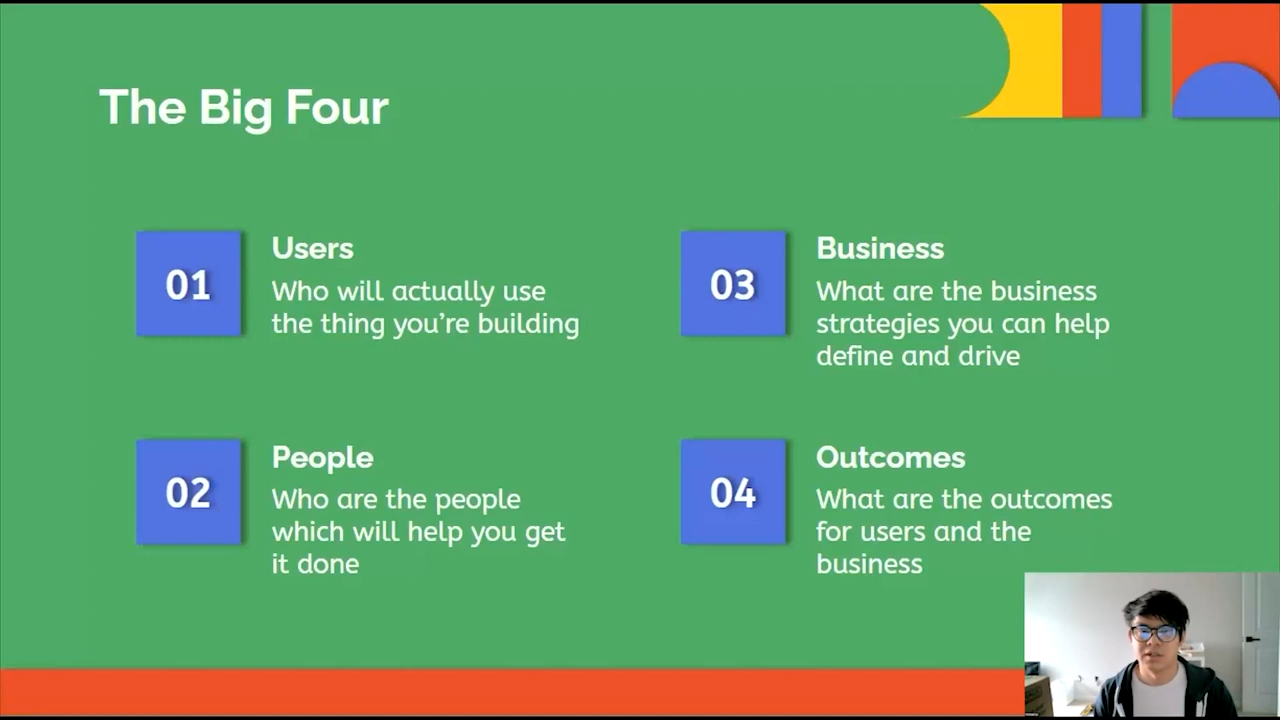 The Big Four
01
Users
Who will actually use
the thing you're building
02
People
Who are the people
which will help you get
it done
03
Business
What are the business
strategies you can help
define and drive
04
Outcomes
What are the outcomes
for users and the
business